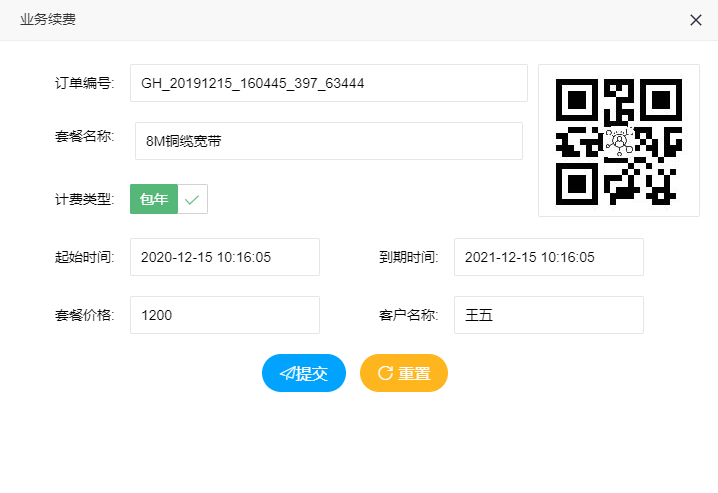 业务续费
订单编号: GH_20191215_160445_397_63444
套餐名称: 8M铜缆宽带
计费类型: 包年
起始时间: 2020-12-15 10:16:05 到期时间: 2021-12-15 10:16:05
套餐价格: 1200 客户名称: 王五
提交 重置